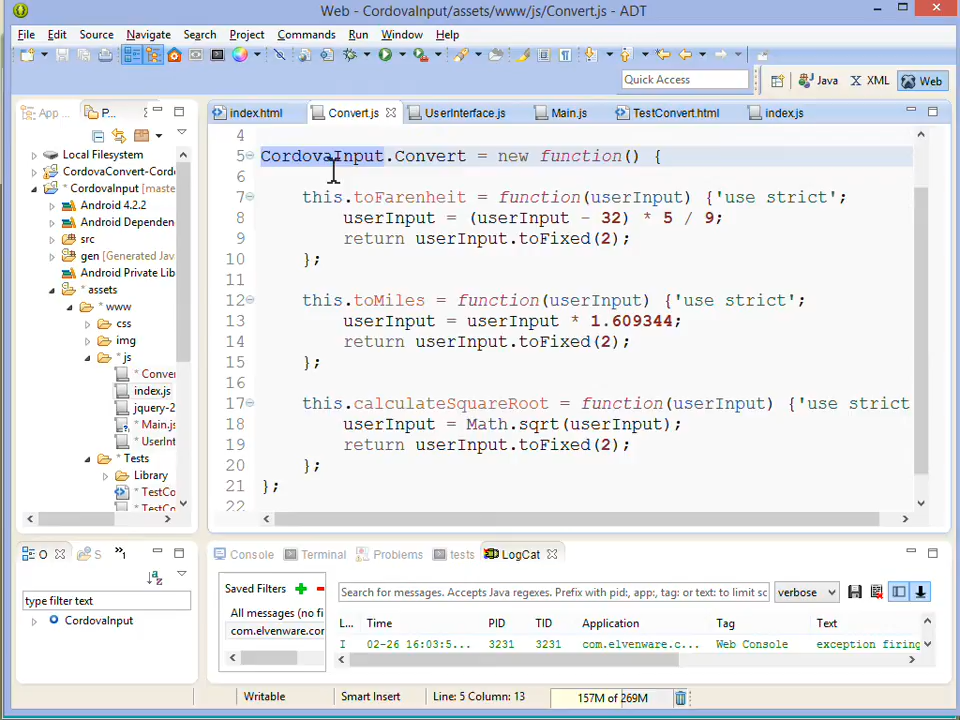 Web - CordovaInput/assets/www/js/Convert.js - ADT
File Edit Source Navigate Search Project Commands Run Window Help
Quick Access
Java
XML
Web
App ...
P...
index.html
Convert.js
UserInterface.js
Main.js
TestConvert.html
index.js
Local Filesystem
CordovaConvert-Cordo
* CordovaInput [mast
Android 4.2.2
Android Dependen
src
gen [Generated Java
Android Private Lib
* assets
* www
css
img
* js
* Conver
index.js
jquery-2
* Main.js
* UserInt
* Tests
Library
* TestCo
* TestCo
4
5 CordovaInput.Convert = new function() {
6
7 this.toFarenheit = function(userInput) {'use strict';
8 userInput = (userInput - 32) * 5 / 9;
9 return userInput.toFixed(2);
10 };
11
12 this.toMiles = function(userInput) {'use strict';
13 userInput = userInput * 1.609344;
14 return userInput.toFixed(2);
15 };
16
17 this.calculateSquareRoot = function(userInput) {'use strict
18 userInput = Math.sqrt(userInput);
19 return userInput.toFixed(2);
20 };
21 };
22
O
S
»1
type filter text
CordovaInput
Console
Terminal
Problems
tests
LogCat
Saved Filters
All messages (no fi
com.elvenware.cor
Search for messages. Accepts Java regexes. Prefix with pid:, app:, tag: or text: to limit sc
verbose
L... Time PID TID Application Tag Text
I 02-26 16:03:5... 3231 3231 com.elvenware.c... Web Console exception firing
Writable
Smart Insert
Line: 5 Column: 13
157M of 269M